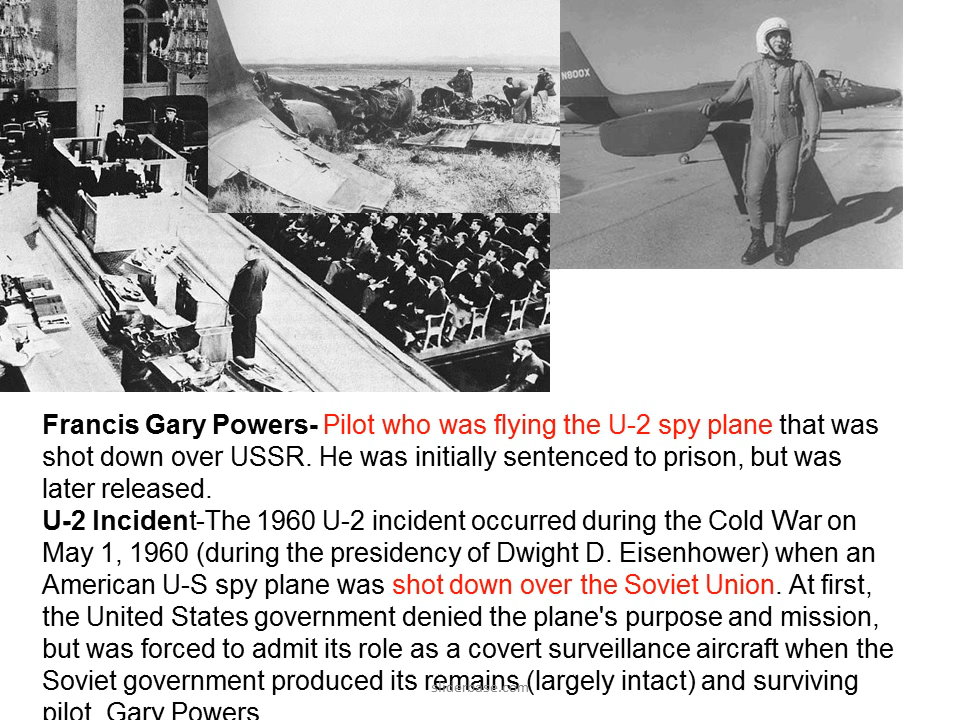 N800X
Francis Gary Powers- Pilot who was flying the U-2 spy plane that was
shot down over USSR. He was initially sentenced to prison, but was
later released.
U-2 Incident-The 1960 U-2 incident occurred during the Cold War on
May 1, 1960 (during the presidency of Dwight D. Eisenhower) when an
American U-S spy plane was shot down over the Soviet Union. At first,
the United States government denied the plane's purpose and mission,
but was forced to admit its role as a covert surveillance aircraft when the
Soviet government produced its remains (largely intact) and surviving
pilot, Gary Powers